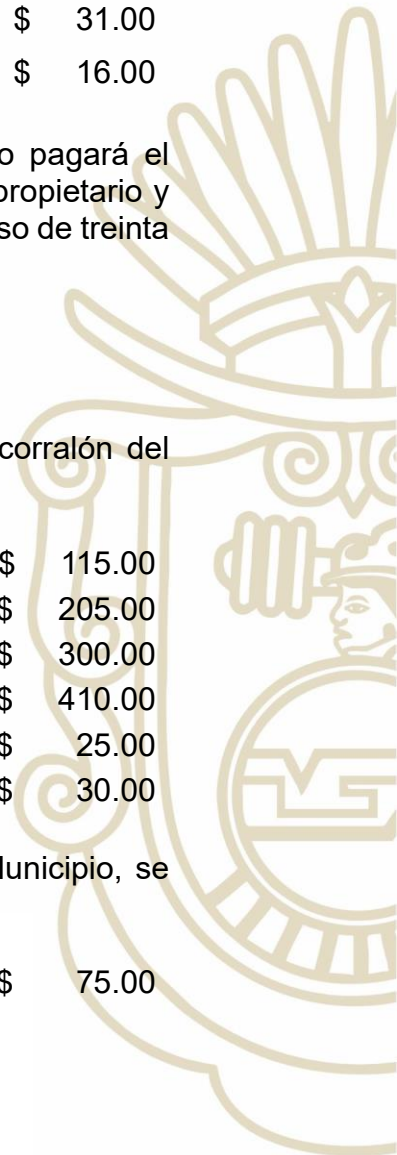 $ 31.00
$ 16.00
o pagará el
propietario y
so de treinta
corralón del
$ 115.00
$ 205.00
$ 300.00
$ 410.00
$ 25.00
$ 30.00
Municipio, se
$ 75.00